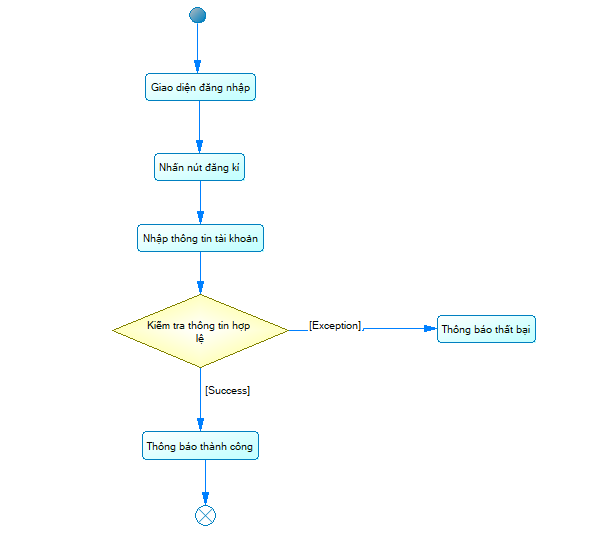 Giao diện đăng nhập
Nhấn nút đăng kí
Nhập thông tin tài khoản
Kiểm tra thông tin hợp
lệ
[Exception]
Thông báo thất bại
[Success]
Thông báo thành công